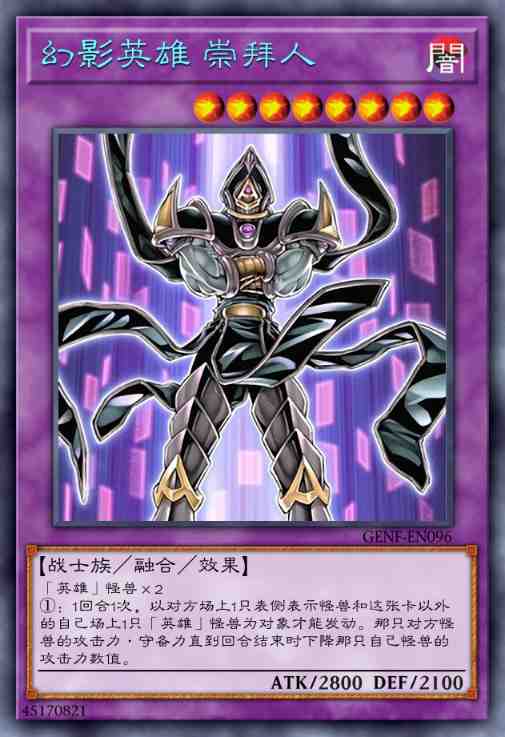 幻影英雄 崇拜人
闇
GENF-EN096
【战士族／融合／效果】
「英雄」怪兽×2
①：1回合1次，以对方场上1只表侧表示怪兽和这张卡以外
的自己场上1只「英雄」怪兽为对象才能发动。那只对方怪
兽的攻击力·守备力直到回合结束时下降那只自己怪兽的
攻击力数值。
ATK/2800 DEF/2100
45170821